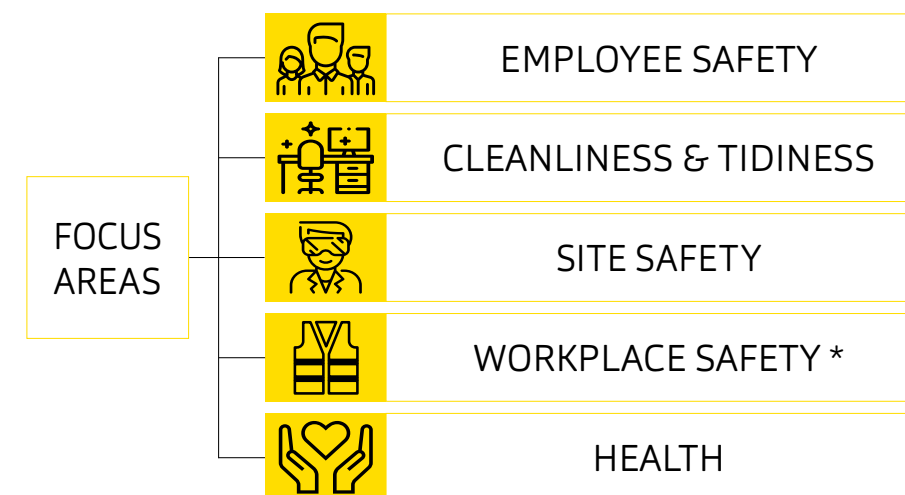 FOCUS
AREAS
EMPLOYEE SAFETY
CLEANLINESS & TIDINESS
SITE SAFETY
WORKPLACE SAFETY *
HEALTH